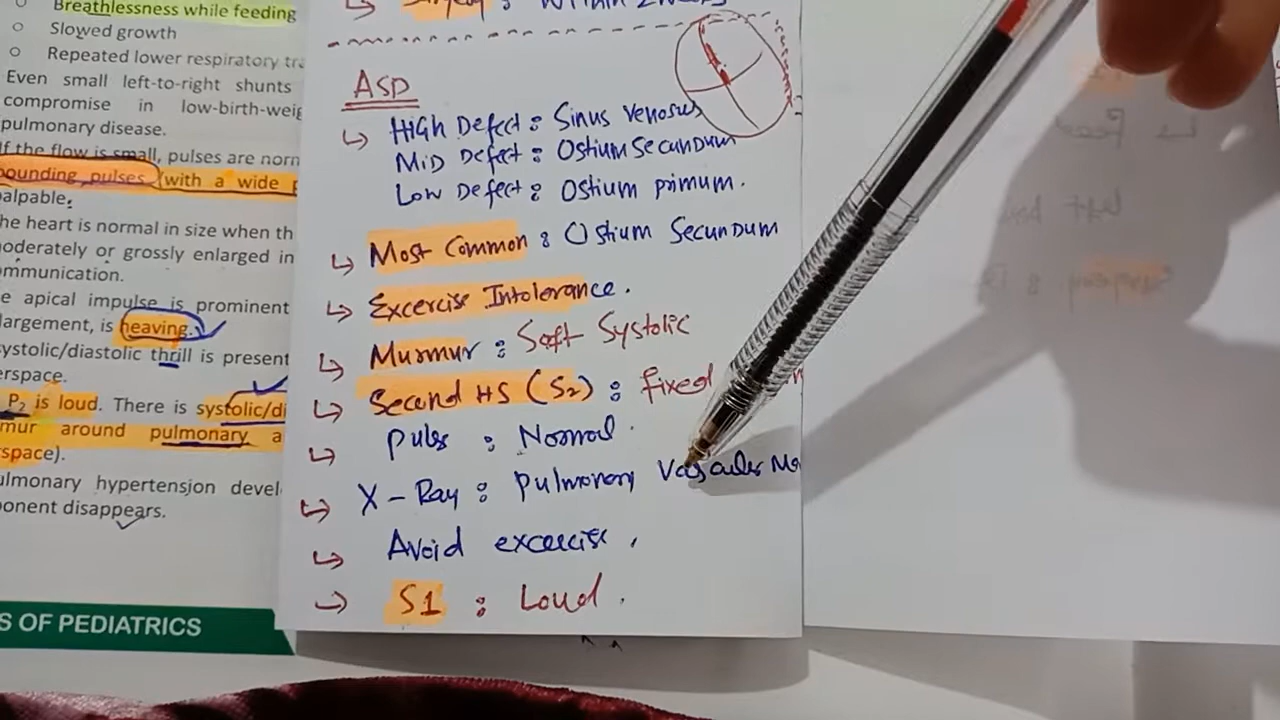 Breathlessness while feeding
Slowed growth
Repeated lower respiratory tra
Even small left-to-right shunts
compromise in low-birth-weig
pulmonary disease.
If the flow is small, pulses are norn
bounding pulses (with a wide p
alpable.
he heart is normal in size when th
oderately or grossly enlarged in
mmunication.
e apical impulse is prominent
largement, is heaving.
systolic/diastolic thrill is present
erspace.
P2 is loud. There is systolic/di
mur around pulmonary a
space).
ulmonary hypertension devel
onent disappears.
S OF PEDIATRICS
ASD
High Defect : Sinus Venosus
Mid Defect : Ostium Secundum
Low Defect : Ostium primum.
Most Common : Ostium Secundum
Excercise Intolerance.
Murmur : Soft Systolic
Second HS (S2) : fixed
Puls : Normal.
X-Ray : Pulmonary Vascular Ma
Avoid excercise.
S1 : Loud.